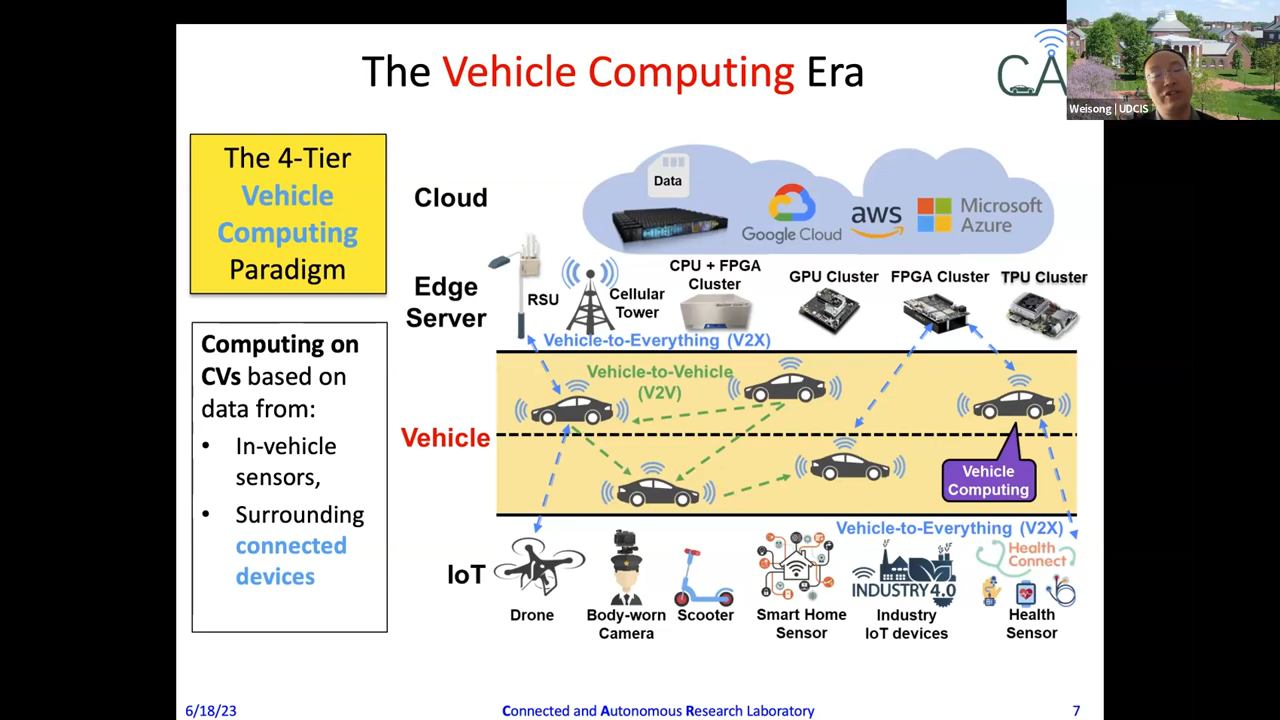 The Vehicle Computing Era
CA
Weisong | UDCIS
The 4-Tier
Vehicle
Computing
Paradigm
Computing on
CVs based on
data from:
• In-vehicle
sensors,
• Surrounding
connected
devices
Cloud
Data
Google Cloud
aws
Microsoft
Azure
Edge
Server
RSU
Cellular
Tower
CPU + FPGA
Cluster
GPU Cluster
FPGA Cluster
TPU Cluster
Vehicle-to-Everything (V2X)
Vehicle
Vehicle-to-Vehicle
(V2V)
Vehicle
Computing
Vehicle-to-Everything (V2X)
IoT
Drone
Body-worn
Camera
Scooter
Smart Home
Sensor
INDUSTRY 4.0
Industry
IoT devices
Health
Connect
Health
Sensor
6/18/23
Connected and Autonomous Research Laboratory
7